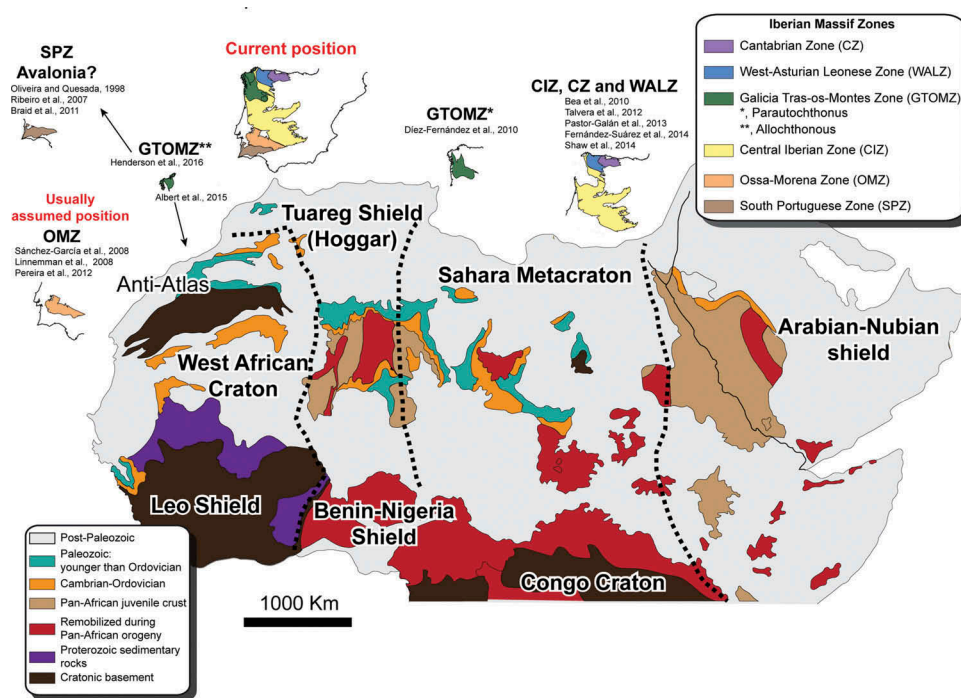 SPZ
Avalonia?
Oliveira and Quesada, 1998
Ribeiro et al., 2007
Braid et al., 2011
GTOMZ**
Henderson et al., 2016
Albert et al., 2015
Usually
assumed position
OMZ
Sánchez-García et al., 2008
Linnemman et al., 2008
Pereira et al., 2012
Current position
GTOMZ*
Díez-Fernández et al., 2010
CIZ, CZ and WALZ
Bea et al., 2010
Talvera et al., 2012
Pastor-Galán et al., 2013
Fernández-Suárez et al., 2014
Shaw et al., 2014
Iberian Massif Zones
Cantabrian Zone (CZ)
West-Asturian Leonese Zone (WALZ)
Galicia Tras-os-Montes Zone (GTOMZ)
*, Parautochthonus
**, Allochthonous
Central Iberian Zone (CIZ)
Ossa-Morena Zone (OMZ)
South Portuguese Zone (SPZ)
Tuareg Shield
(Hoggar)
Anti-Atlas
Sahara Metacraton
Arabian-Nubian
shield
West African
Craton
Leo Shield
Benin-Nigeria
Shield
Congo Craton
Post-Paleozoic
Paleozoic:
younger than Ordovician
Cambrian-Ordovician
Pan-African juvenile crust
Remobilized during
Pan-African orogeny
Proterozoic sedimentary
rocks
Cratonic basement
1000 Km